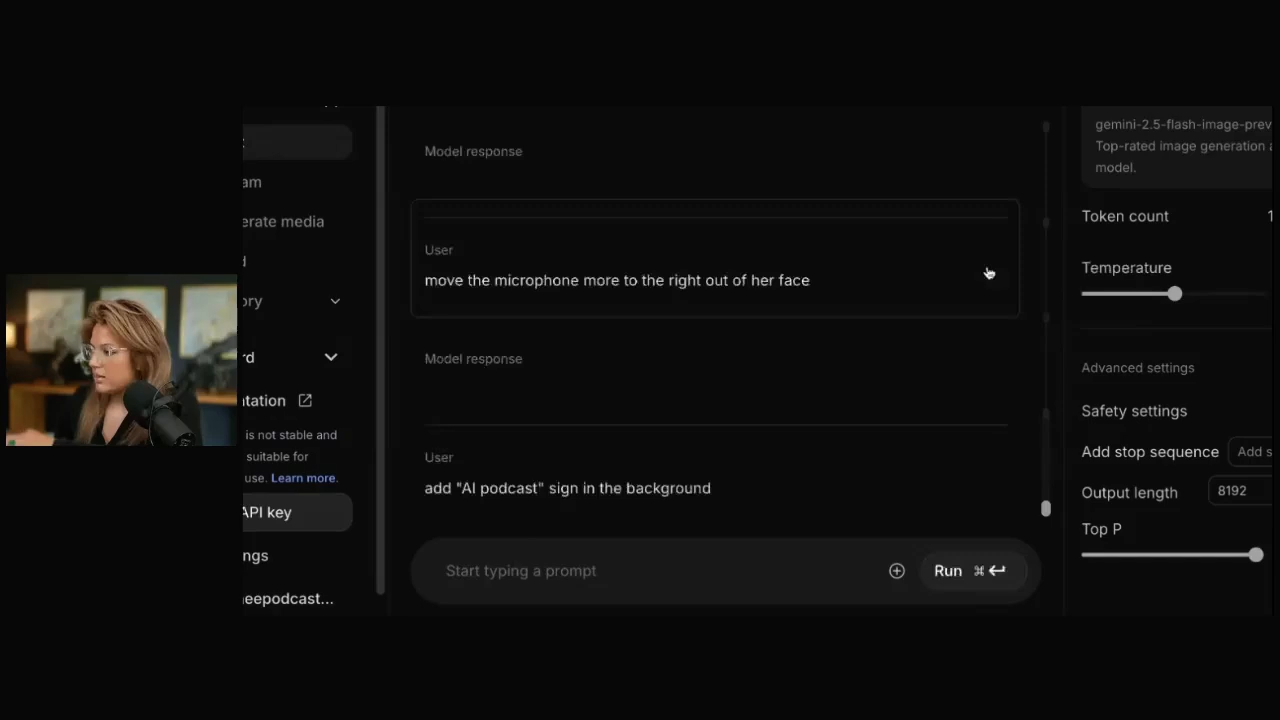 am
erate media
ory
rd
ntation
is not stable and
suitable for
use. Learn more.
API key
ngs
eepodcast...
Model response
User
move the microphone more to the right out of her face
Model response
User
add "AI podcast" sign in the background
Start typing a prompt
Run ⌘ ↵
gemini-2.5-flash-image-prev
Top-rated image generation a
model.
Token count 1
Temperature
Advanced settings
Safety settings
Add stop sequence Add s
Output length 8192
Top P